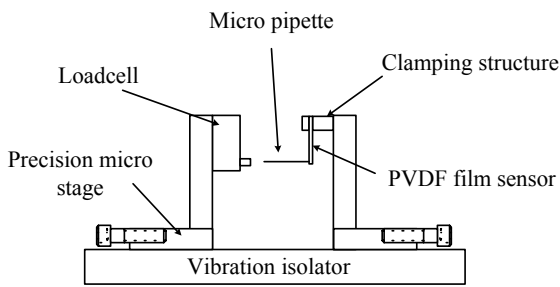 Micro pipette
Loadcell
Clamping structure
Precision micro
stage
PVDF film sensor
Vibration isolator